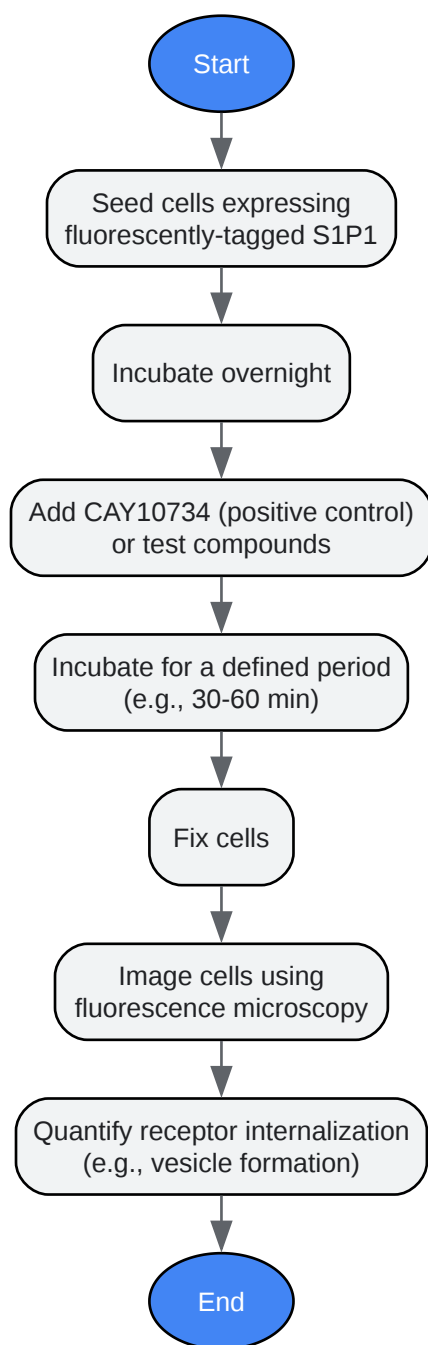 Start
Seed cells expressing
fluorescently-tagged S1P1
Incubate overnight
Add CAY10734 (positive control)
or test compounds
Incubate for a defined period
(e.g., 30-60 min)
Fix cells
Image cells using
fluorescence microscopy
Quantify receptor internalization
(e.g., vesicle formation)
End